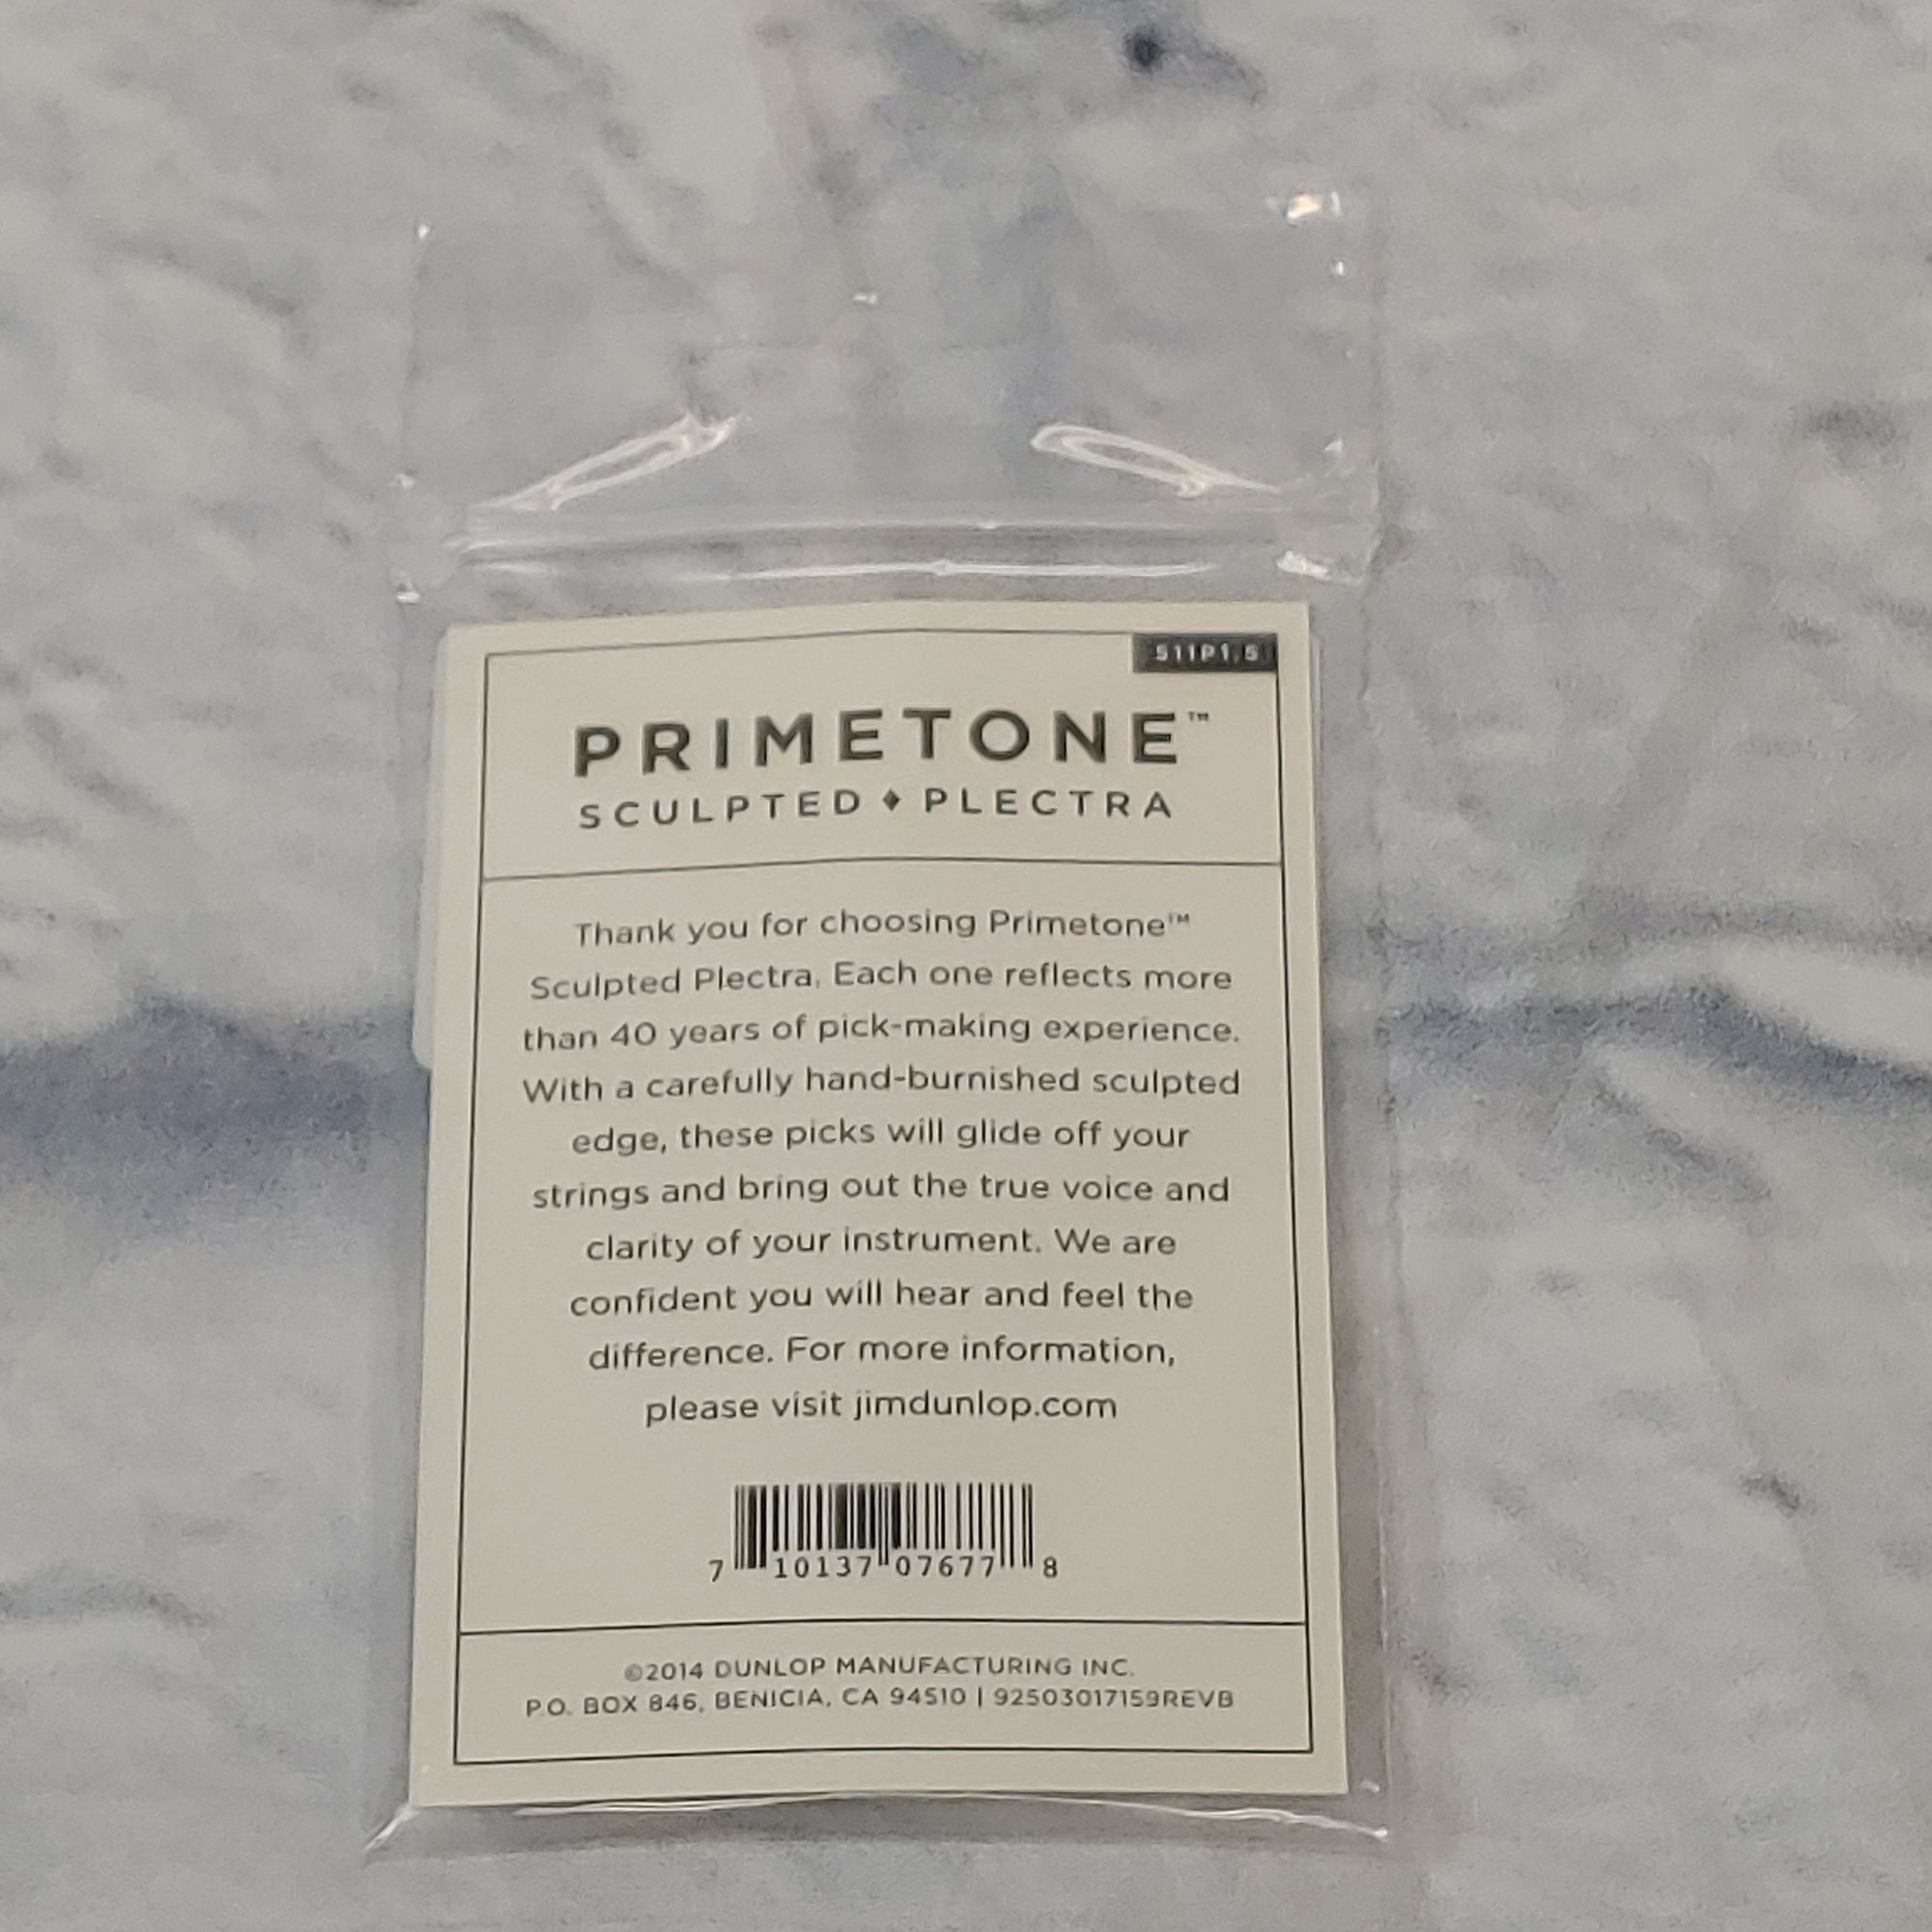 511P1.5
PRIMETONE™
SCULPTED ♦ PLECTRA
Thank you for choosing Primetone™
Sculpted Plectra. Each one reflects more
than 40 years of pick-making experience.
With a carefully hand-burnished sculpted
edge, these picks will glide off your
strings and bring out the true voice and
clarity of your instrument. We are
confident you will hear and feel the
difference. For more information,
please visit jimdunlop.com
7 10137 07677 8
©2014 DUNLOP MANUFACTURING INC.
P.O. BOX 846, BENICIA, CA 94510 | 92503017159REVB